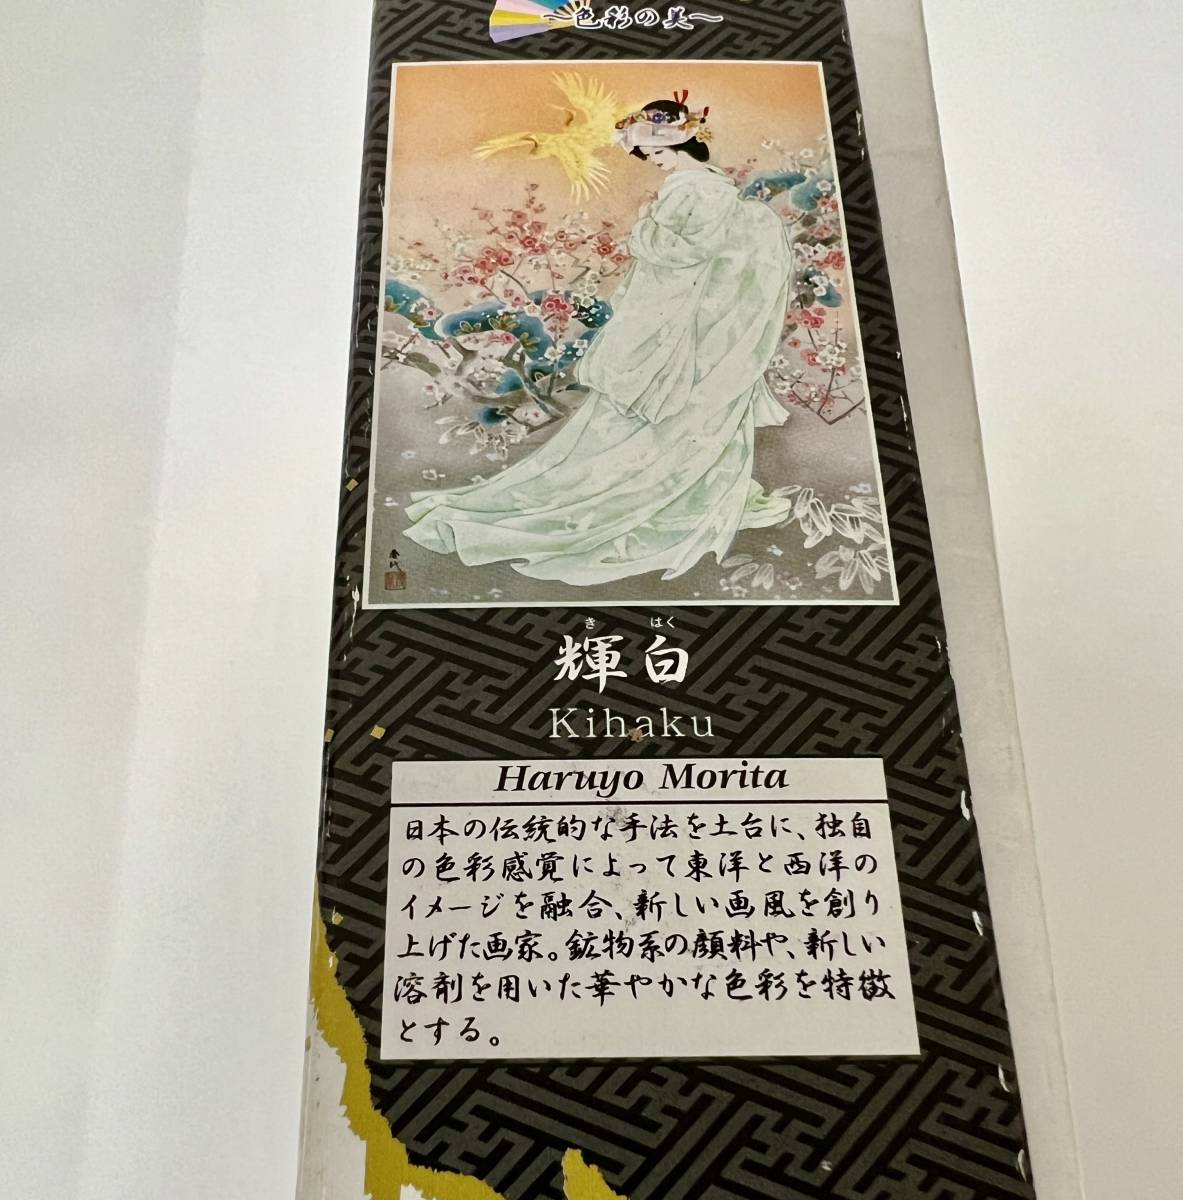 ～色彩の美～
春代
き はく
輝白
Kihaku
Haruyo Morita
日本の伝統的な手法を土台に、独自
の色彩感覚によって東洋と西洋の
イメージを融合、新しい画風を創り
上げた画家。鉱物系の顔料や、新しい
溶剤を用いた華やかな色彩を特徴
とする。